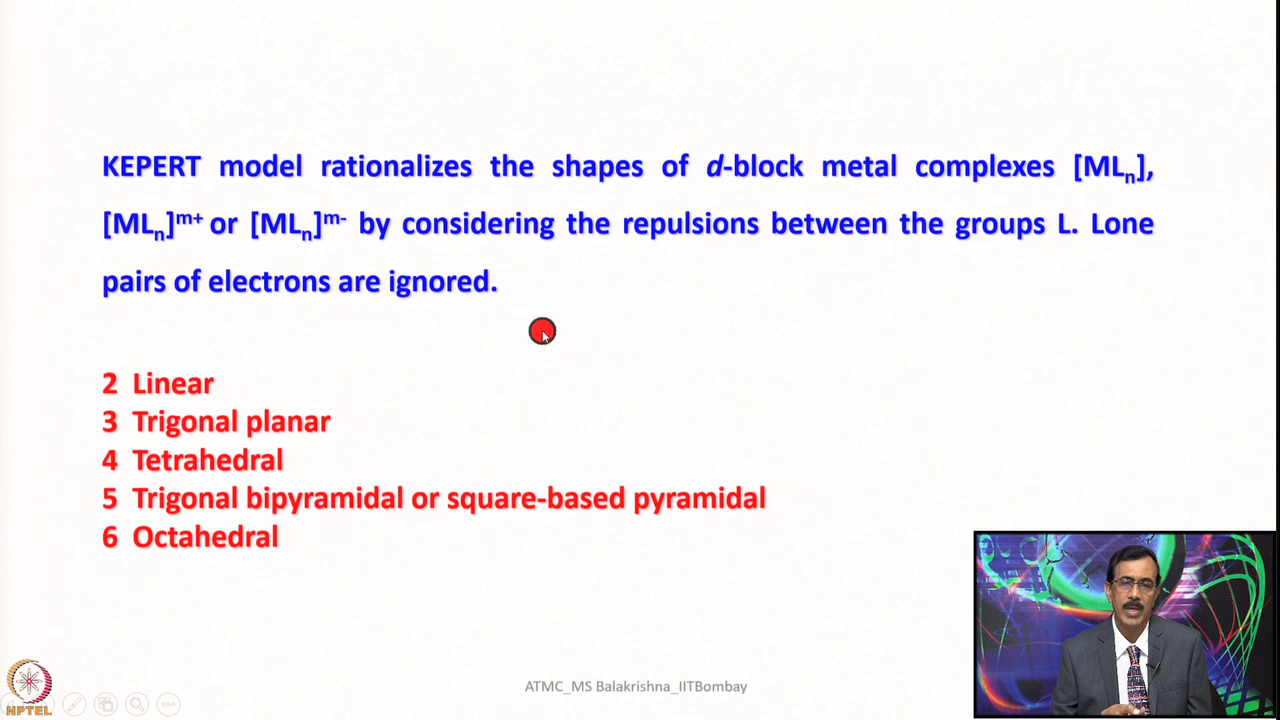 KEPERT model rationalizes the shapes of d-block metal complexes [MLₙ],
[MLₙ]ᵐ⁺ or [MLₙ]ᵐ⁻ by considering the repulsions between the groups L. Lone
pairs of electrons are ignored.
2 Linear
3 Trigonal planar
4 Tetrahedral
5 Trigonal bipyramidal or square-based pyramidal
6 Octahedral
ATMC_MS Balakrishna_IITBombay
NPTEL